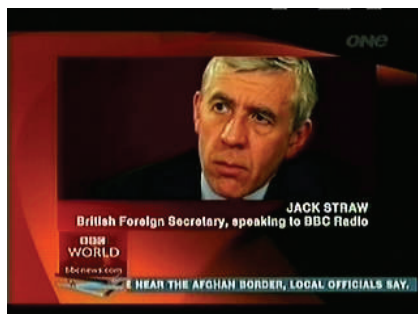 ONE
JACK STRAW
British Foreign Secretary, speaking to BBC Radio
BBC
WORLD
bbcnews.com
E NEAR THE AFGHAN BORDER, LOCAL OFFICIALS SAY,